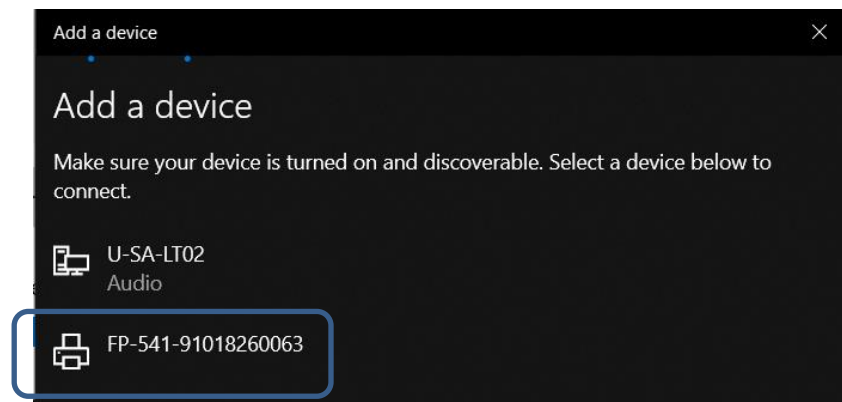 Add a device
Add a device
Make sure your device is turned on and discoverable. Select a device below to
connect.
U-SA-LT02
Audio
FP-541-91018260063